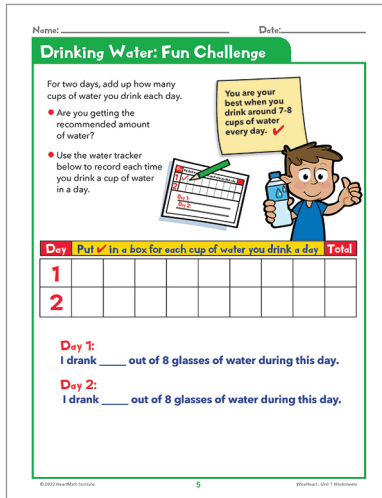 Name: Date:
Drinking Water: Fun Challenge
For two days, add up how many
cups of water you drink each day.
Are you getting the
recommended amount
of water?
Use the water tracker
below to record each time
you drink a cup of water
in a day.
You are your
best when you
drink around 7-8
cups of water
every day. ✔
1
2
Day 1:
Day 2:
Day Put ✔ in a box for each cup of water you drink a day Total
1
2
Day 1:
I drank _____ out of 8 glasses of water during this day.
Day 2:
I drank _____ out of 8 glasses of water during this day.
©2022 HeartMath Institute 5 WiseHeart: Unit 1 Worksheets